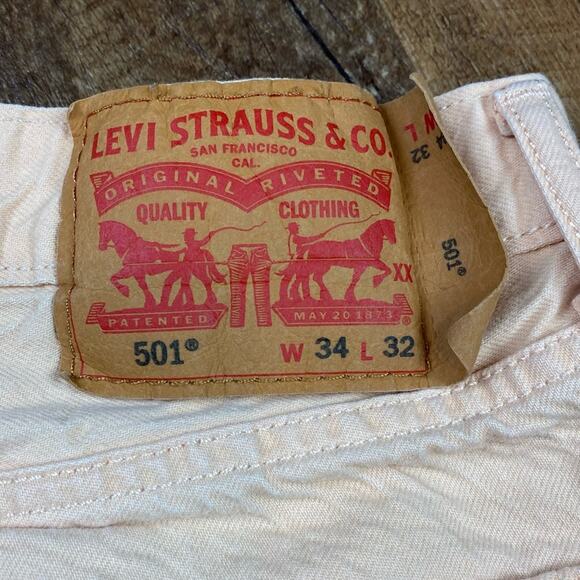 LEVI STRAUSS & CO.
SAN FRANCISCO
CAL.
ORIGINAL RIVETED
QUALITY CLOTHING
XX
PATENTED MAY 20 1873 ®
501® W 34 L 32
W L
32
501®